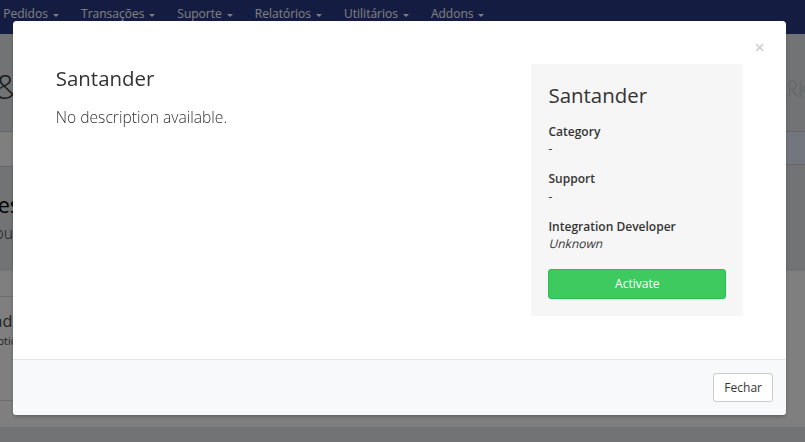 Pedidos Transações Suporte Relatórios Utilitários Addons
×
Santander
No description available.
Santander
Category
-
Support
-
Integration Developer
Unknown
Activate
Fechar
&